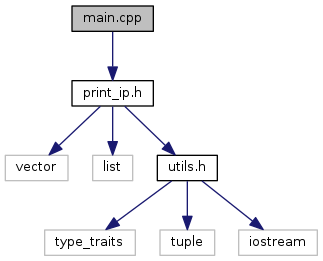 main.cpp
print_ip.h
vector
list
utils.h
type_traits
tuple
iostream